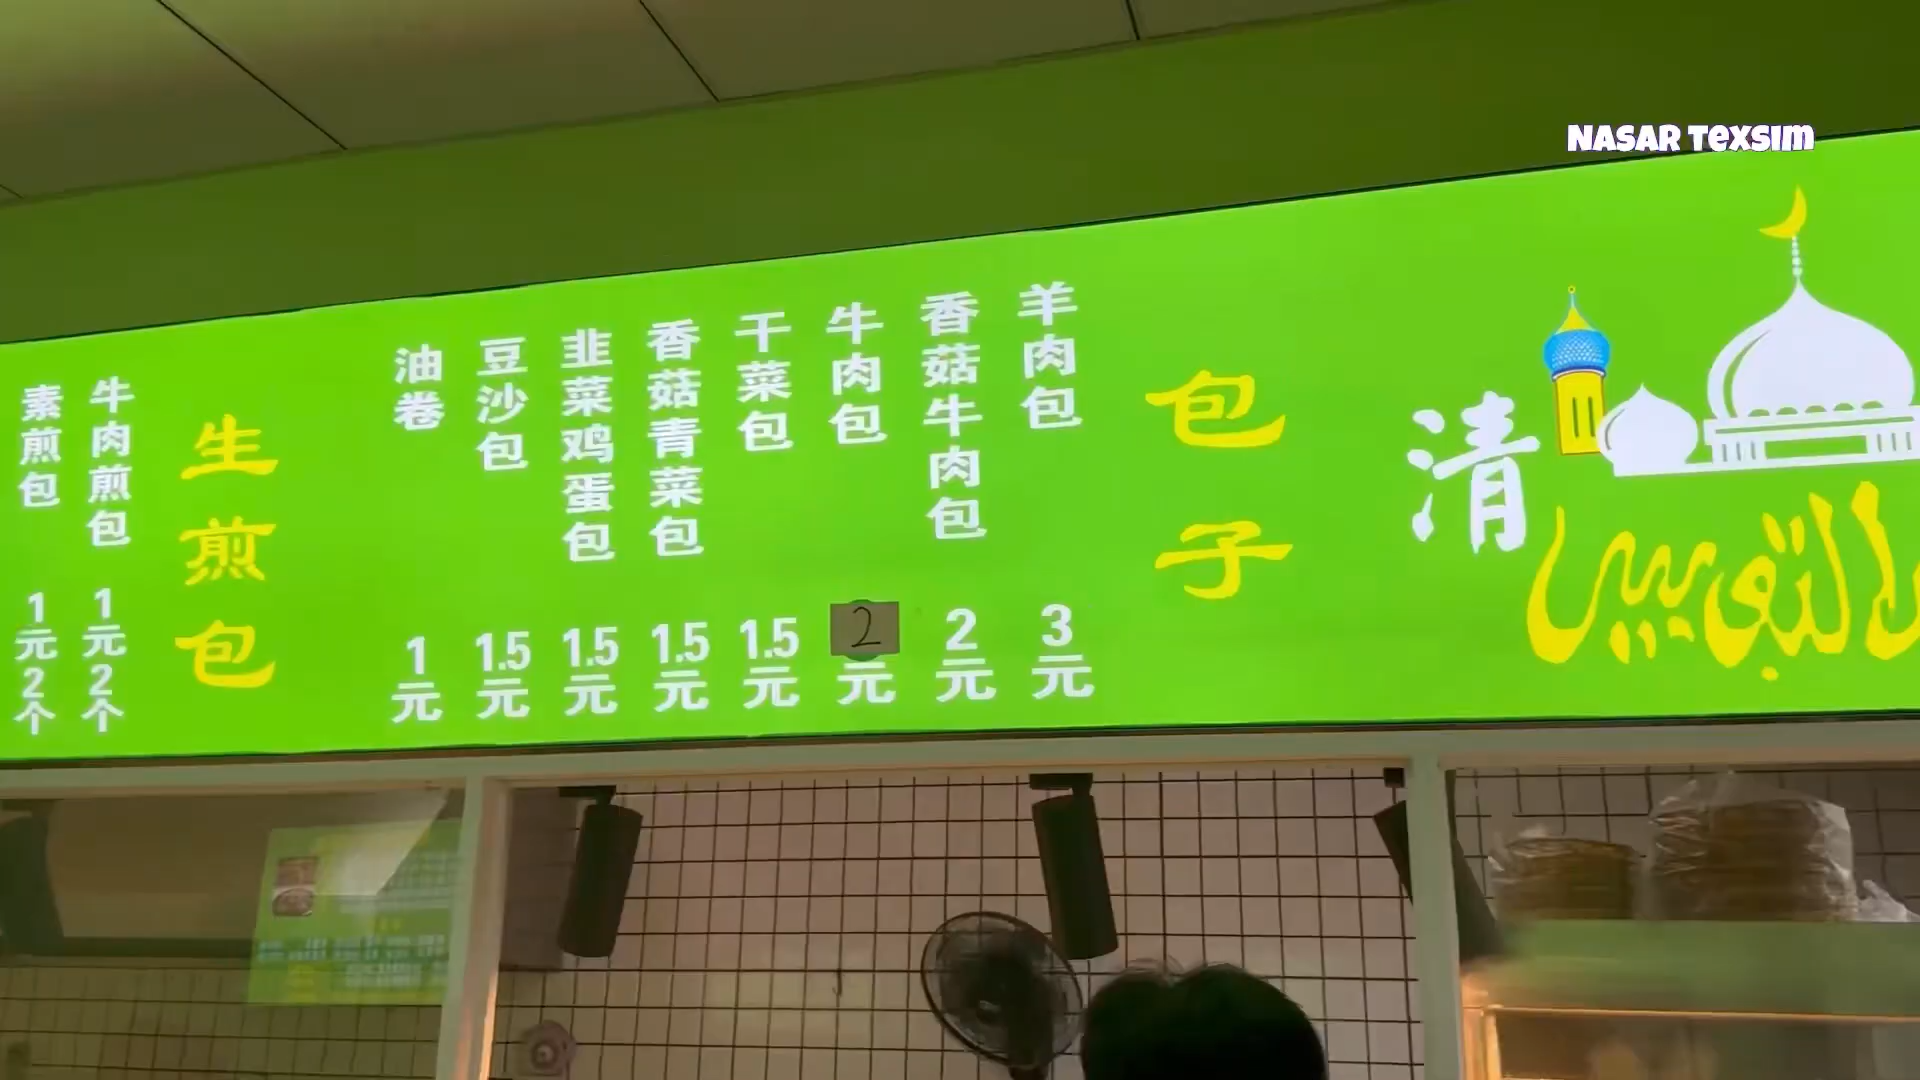 NASAR TEXSIM
清
包子
羊肉包 3元
香菇牛肉包 2元
牛肉包 2元
干菜包 1.5元
香菇青菜包 1.5元
韭菜鸡蛋包 1.5元
豆沙包 1.5元
油卷 1元
生煎包
牛肉煎包 1元2个
素煎包 1元2个